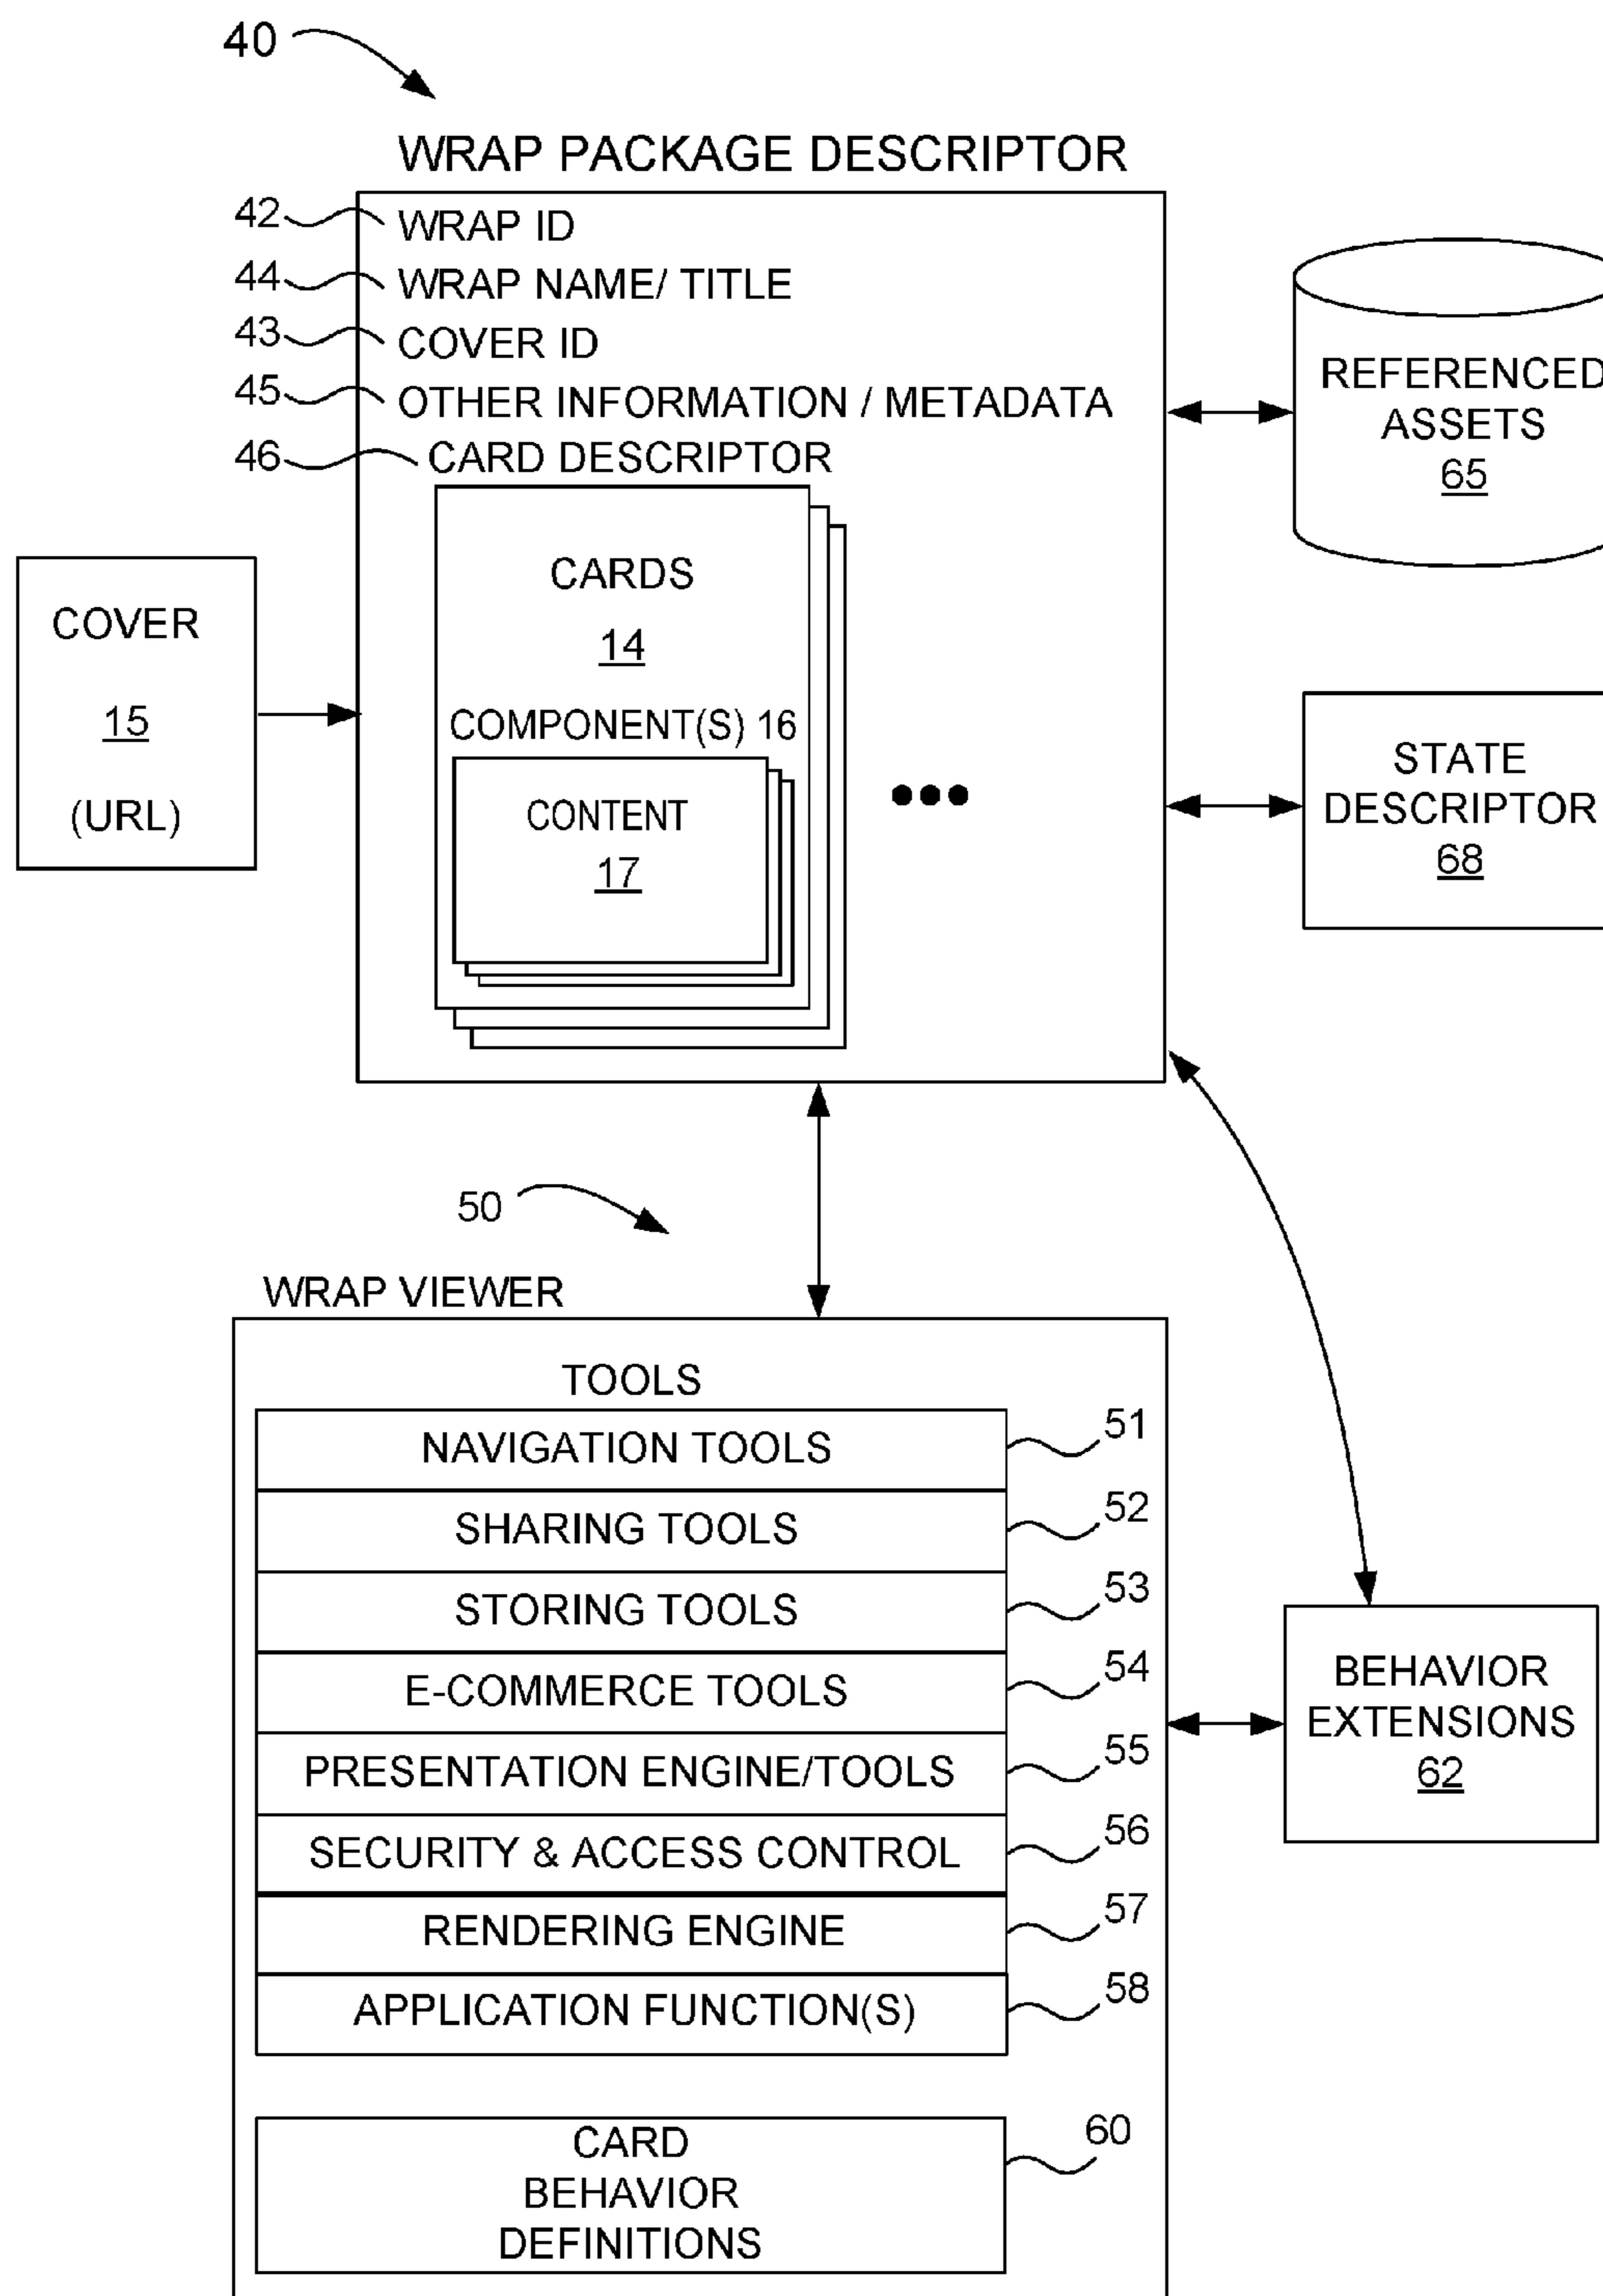 40
WRAP PACKAGE DESCRIPTOR
42
WRAP ID
44
WRAP NAME/ TITLE
43
COVER ID
45
OTHER INFORMATION / METADATA
46
CARD DESCRIPTOR
CARDS
14
COMPONENT(S) 16
CONTENT
17
COVER
15
(URL)
REFERENCED
ASSETS
65
STATE
DESCRIPTOR
68
50
WRAP VIEWER
TOOLS
NAVIGATION TOOLS
51
SHARING TOOLS
52
STORING TOOLS
53
E-COMMERCE TOOLS
54
PRESENTATION ENGINE/TOOLS
55
SECURITY & ACCESS CONTROL
56
RENDERING ENGINE
57
APPLICATION FUNCTION(S)
58
CARD
BEHAVIOR
DEFINITIONS
60
BEHAVIOR
EXTENSIONS
62